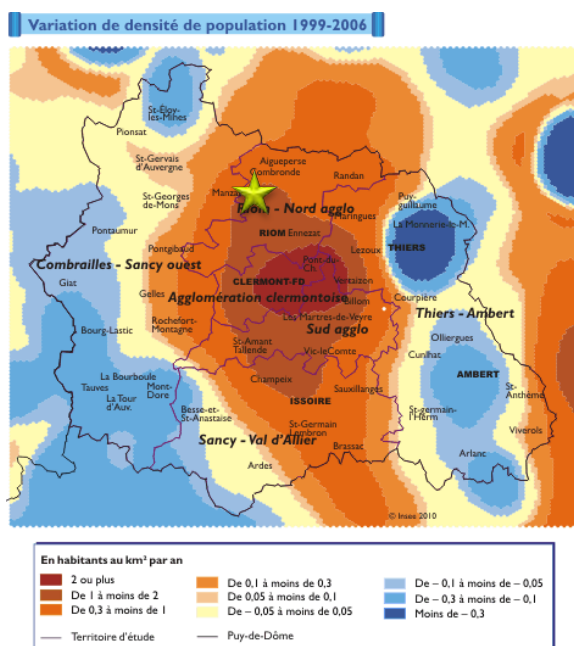 Variation de densité de population 1999-2006
St-Éloy-
les-Mines
Pionsat
St-Gervais
d'Auvergne
Aigueperse
Combronde
Randan
St-Georges
de-Mons
Puy-
guillaume
Riom - Nord agglo
Maringues
La Monnerie-le-M.
Pontaumur
RIOM
Ennezat
Pontgibaud
Lezoux
THIERS
Pont-du-
Ch.
Combrailles - Sancy ouest
Giat
CLERMONT-FD
Vertaizon
Gelles
Agglomération clermontoise
Billom
Courpière
Rochefort-
Montagne
Les Martres-de-Veyre
Thiers - Ambert
Bourg-Lastic
Sud agglo
St-Amant
Tallende
Vic-leComte
Olliergues
Cunlhat
La Bourboule
Tauves
Mont-
Dore
La Tour
d'Auv.
Champeix
Sauxillanges
AMBERT
St-
Anthème
ISSOIRE
Besse-et-
St-Anastaise
St-germain-
l'Herm
St-Germain
Lembron
Viverols
Sancy - Val d'Allier
Brassac
Arlanc
Ardes
© Insee 2010
En habitants au km² par an
2 ou plus
De 1 à moins de 2
De 0,3 à moins de 1
De 0,1 à moins de 0,3
De 0,05 à moins de 0,1
De – 0,05 à moins de 0,05
De – 0,1 à moins de – 0,05
De – 0,3 à moins de – 0,1
Moins de – 0,3
Territoire d'étude
Puy-de-Dôme